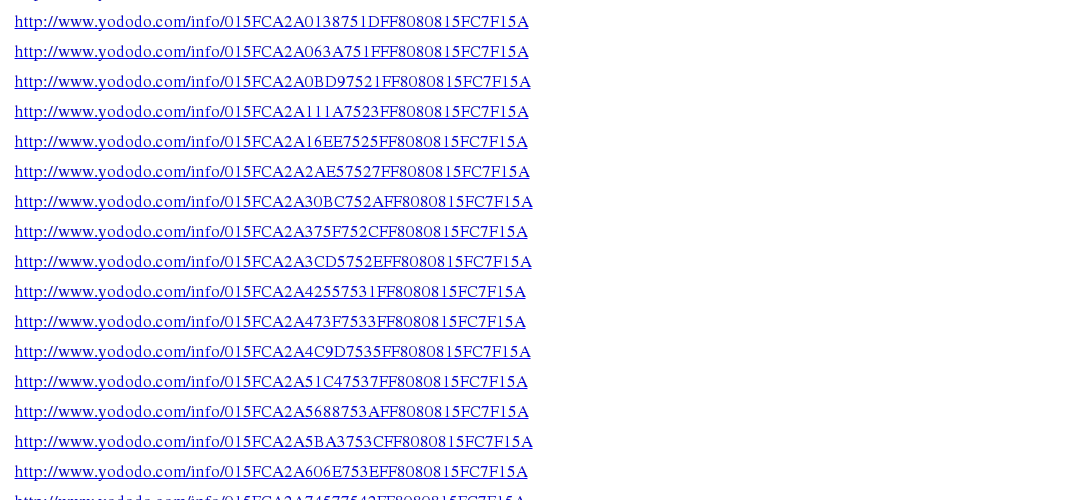 http://www.yododo.com/info/015FCA2A0138751DFF8080815FC7F15A
http://www.yododo.com/info/015FCA2A063A751FFF8080815FC7F15A
http://www.yododo.com/info/015FCA2A0BD97521FF8080815FC7F15A
http://www.yododo.com/info/015FCA2A111A7523FF8080815FC7F15A
http://www.yododo.com/info/015FCA2A16EE7525FF8080815FC7F15A
http://www.yododo.com/info/015FCA2A2AE57527FF8080815FC7F15A
http://www.yododo.com/info/015FCA2A30BC752AFF8080815FC7F15A
http://www.yododo.com/info/015FCA2A375F752CFF8080815FC7F15A
http://www.yododo.com/info/015FCA2A3CD5752EFF8080815FC7F15A
http://www.yododo.com/info/015FCA2A42557531FF8080815FC7F15A
http://www.yododo.com/info/015FCA2A473F7533FF8080815FC7F15A
http://www.yododo.com/info/015FCA2A4C9D7535FF8080815FC7F15A
http://www.yododo.com/info/015FCA2A51C47537FF8080815FC7F15A
http://www.yododo.com/info/015FCA2A5688753AFF8080815FC7F15A
http://www.yododo.com/info/015FCA2A5BA3753CFF8080815FC7F15A
http://www.yododo.com/info/015FCA2A606E753EFF8080815FC7F15A